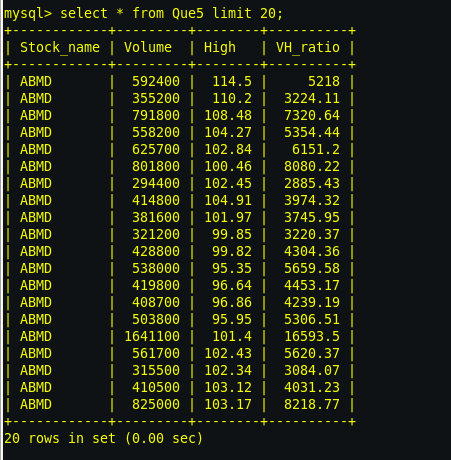 mysql> select * from Que5 limit 20;
+------------+---------+--------+----------+
| Stock_name | Volume  | High   | VH_ratio |
+------------+---------+--------+----------+
| ABMD       |  592400 |  114.5 |     5218 |
| ABMD       |  355200 |  110.2 |  3224.11 |
| ABMD       |  791800 | 108.48 |  7320.64 |
| ABMD       |  558200 | 104.27 |  5354.44 |
| ABMD       |  625700 | 102.84 |   6151.2 |
| ABMD       |  801800 | 100.46 |  8080.22 |
| ABMD       |  294400 | 102.45 |  2885.43 |
| ABMD       |  414800 | 104.91 |  3974.32 |
| ABMD       |  381600 | 101.97 |  3745.95 |
| ABMD       |  321200 |  99.85 |  3220.37 |
| ABMD       |  428800 |  99.82 |  4304.36 |
| ABMD       |  538000 |  95.35 |  5659.58 |
| ABMD       |  419800 |  96.64 |  4453.17 |
| ABMD       |  408700 |  96.86 |  4239.19 |
| ABMD       |  503800 |  95.95 |  5306.51 |
| ABMD       | 1641100 |  101.4 |  16593.5 |
| ABMD       |  561700 | 102.43 |  5620.37 |
| ABMD       |  315500 | 102.34 |  3084.07 |
| ABMD       |  410500 | 103.12 |  4031.23 |
| ABMD       |  825000 | 103.17 |  8218.77 |
+------------+---------+--------+----------+
20 rows in set (0.00 sec)